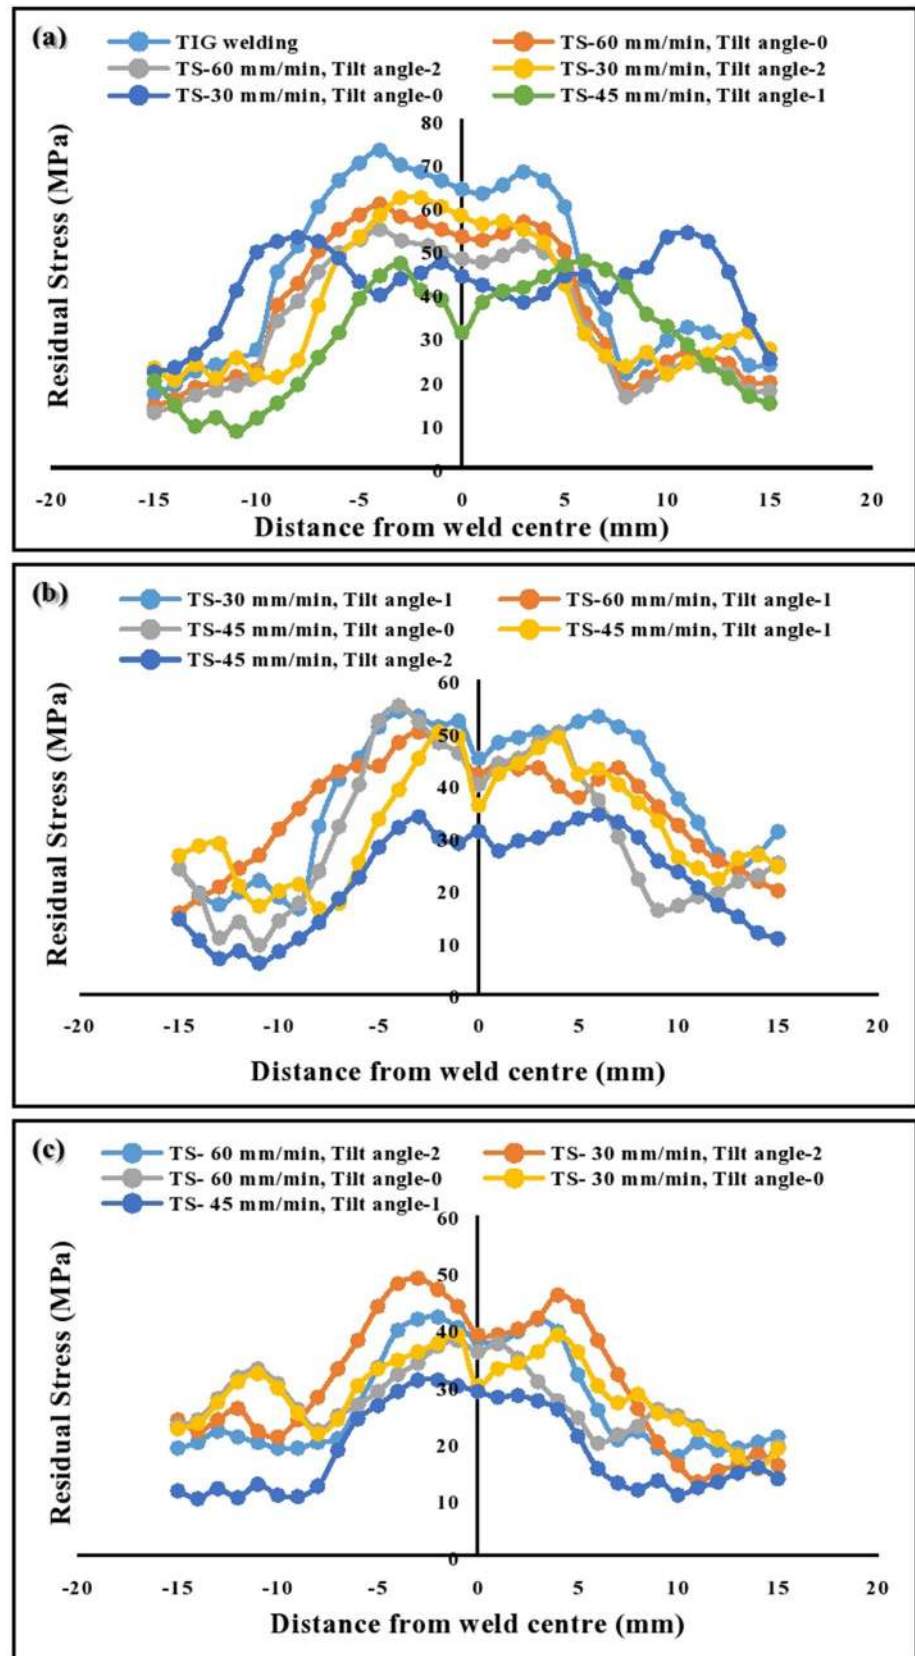 (a)
TIG welding TS-60 mm/min, Tilt angle-0
TS-60 mm/min, Tilt angle-2 TS-30 mm/min, Tilt angle-2
TS-30 mm/min, Tilt angle-0 TS-45 mm/min, Tilt angle-1
Residual Stress (MPa)
80
70
60
50
40
30
20
10
0
-20 -15 -10 -5 0 5 10 15 20
Distance from weld centre (mm)
(b)
TS-30 mm/min, Tilt angle-1 TS-60 mm/min, Tilt angle-1
TS-45 mm/min, Tilt angle-0 TS-45 mm/min, Tilt angle-1
TS-45 mm/min, Tilt angle-2
Residual Stress (MPa)
60
50
40
30
20
10
0
-20 -15 -10 -5 0 5 10 15 20
Distance from weld centre (mm)
(c)
TS- 60 mm/min, Tilt angle-2 TS- 30 mm/min, Tilt angle-2
TS- 60 mm/min, Tilt angle-0 TS- 30 mm/min, Tilt angle-0
TS- 45 mm/min, Tilt angle-1
Residual Stress (MPa)
60
50
40
30
20
10
0
-20 -15 -10 -5 0 5 10 15 20
Distance from weld centre (mm)